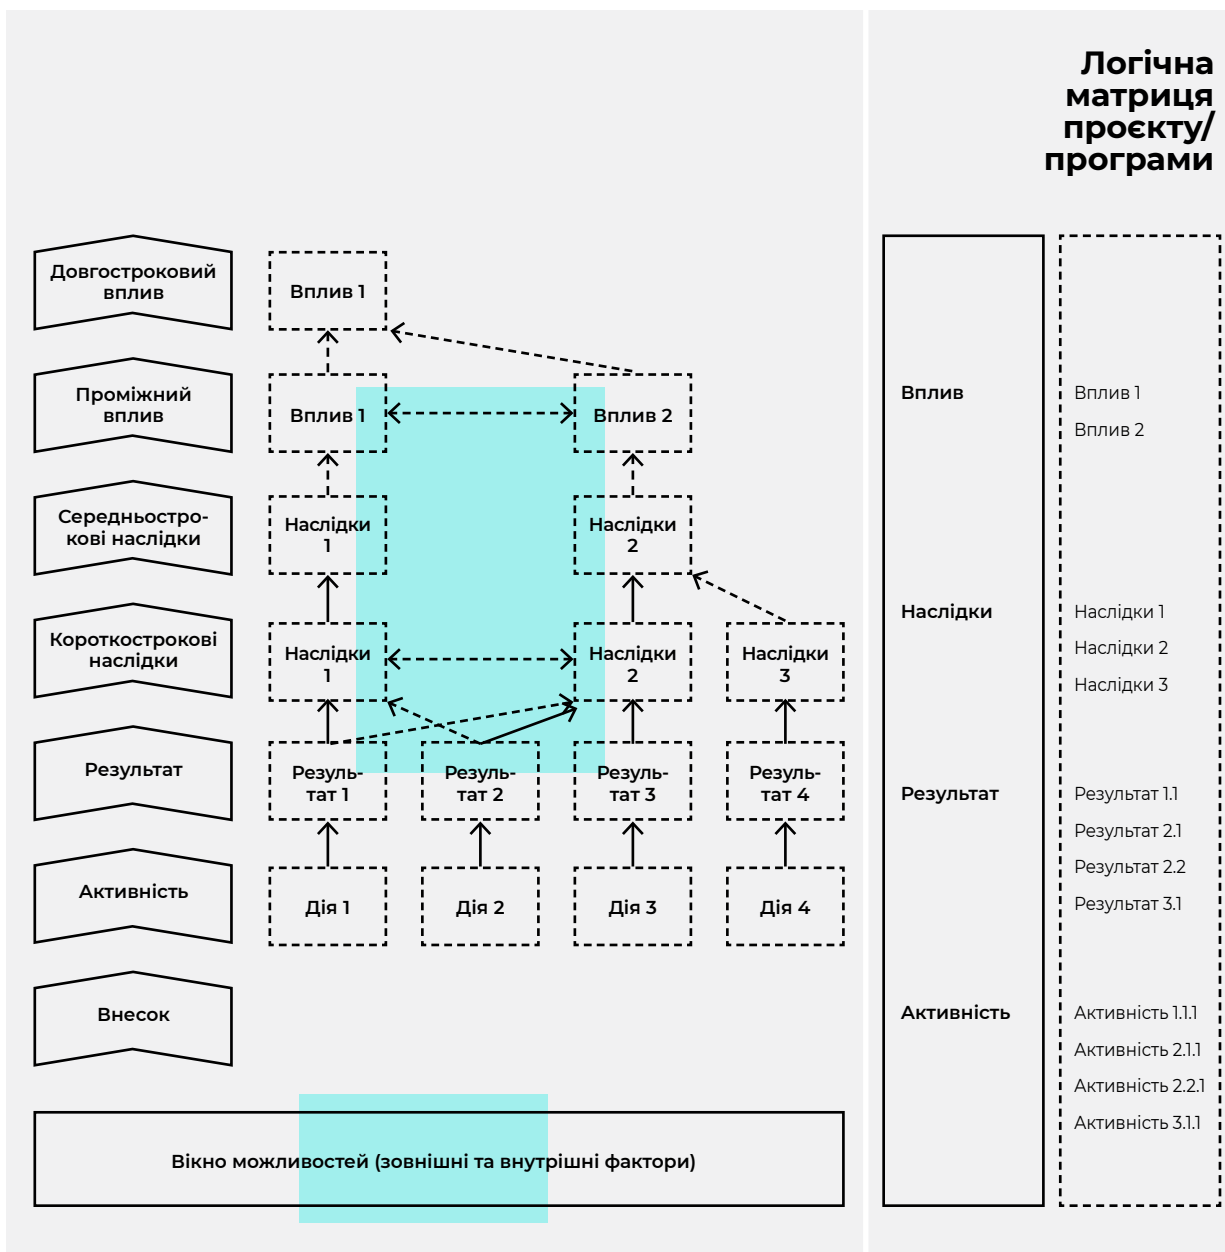 Логічна
матриця
проєкту/
програми
Довгостроковий
вплив
Вплив 1
Проміжний
вплив
Вплив 1
Вплив 2
Середньостро-
кові наслідки
Наслідки
1
Наслідки
2
Короткострокові
наслідки
Наслідки
1
Наслідки
2
Наслідки
3
Результат
Резуль-
тат 1
Резуль-
тат 2
Резуль-
тат 3
Резуль-
тат 4
Активність
Дія 1
Дія 2
Дія 3
Дія 4
Внесок
Вікно можливостей (зовнішні та внутрішні фактори)
Вплив
Вплив 1
Вплив 2
Наслідки
Наслідки 1
Наслідки 2
Наслідки 3
Результат
Результат 1.1
Результат 2.1
Результат 2.2
Результат 3.1
Активність
Активність 1.1.1
Активність 2.1.1
Активність 2.2.1
Активність 3.1.1